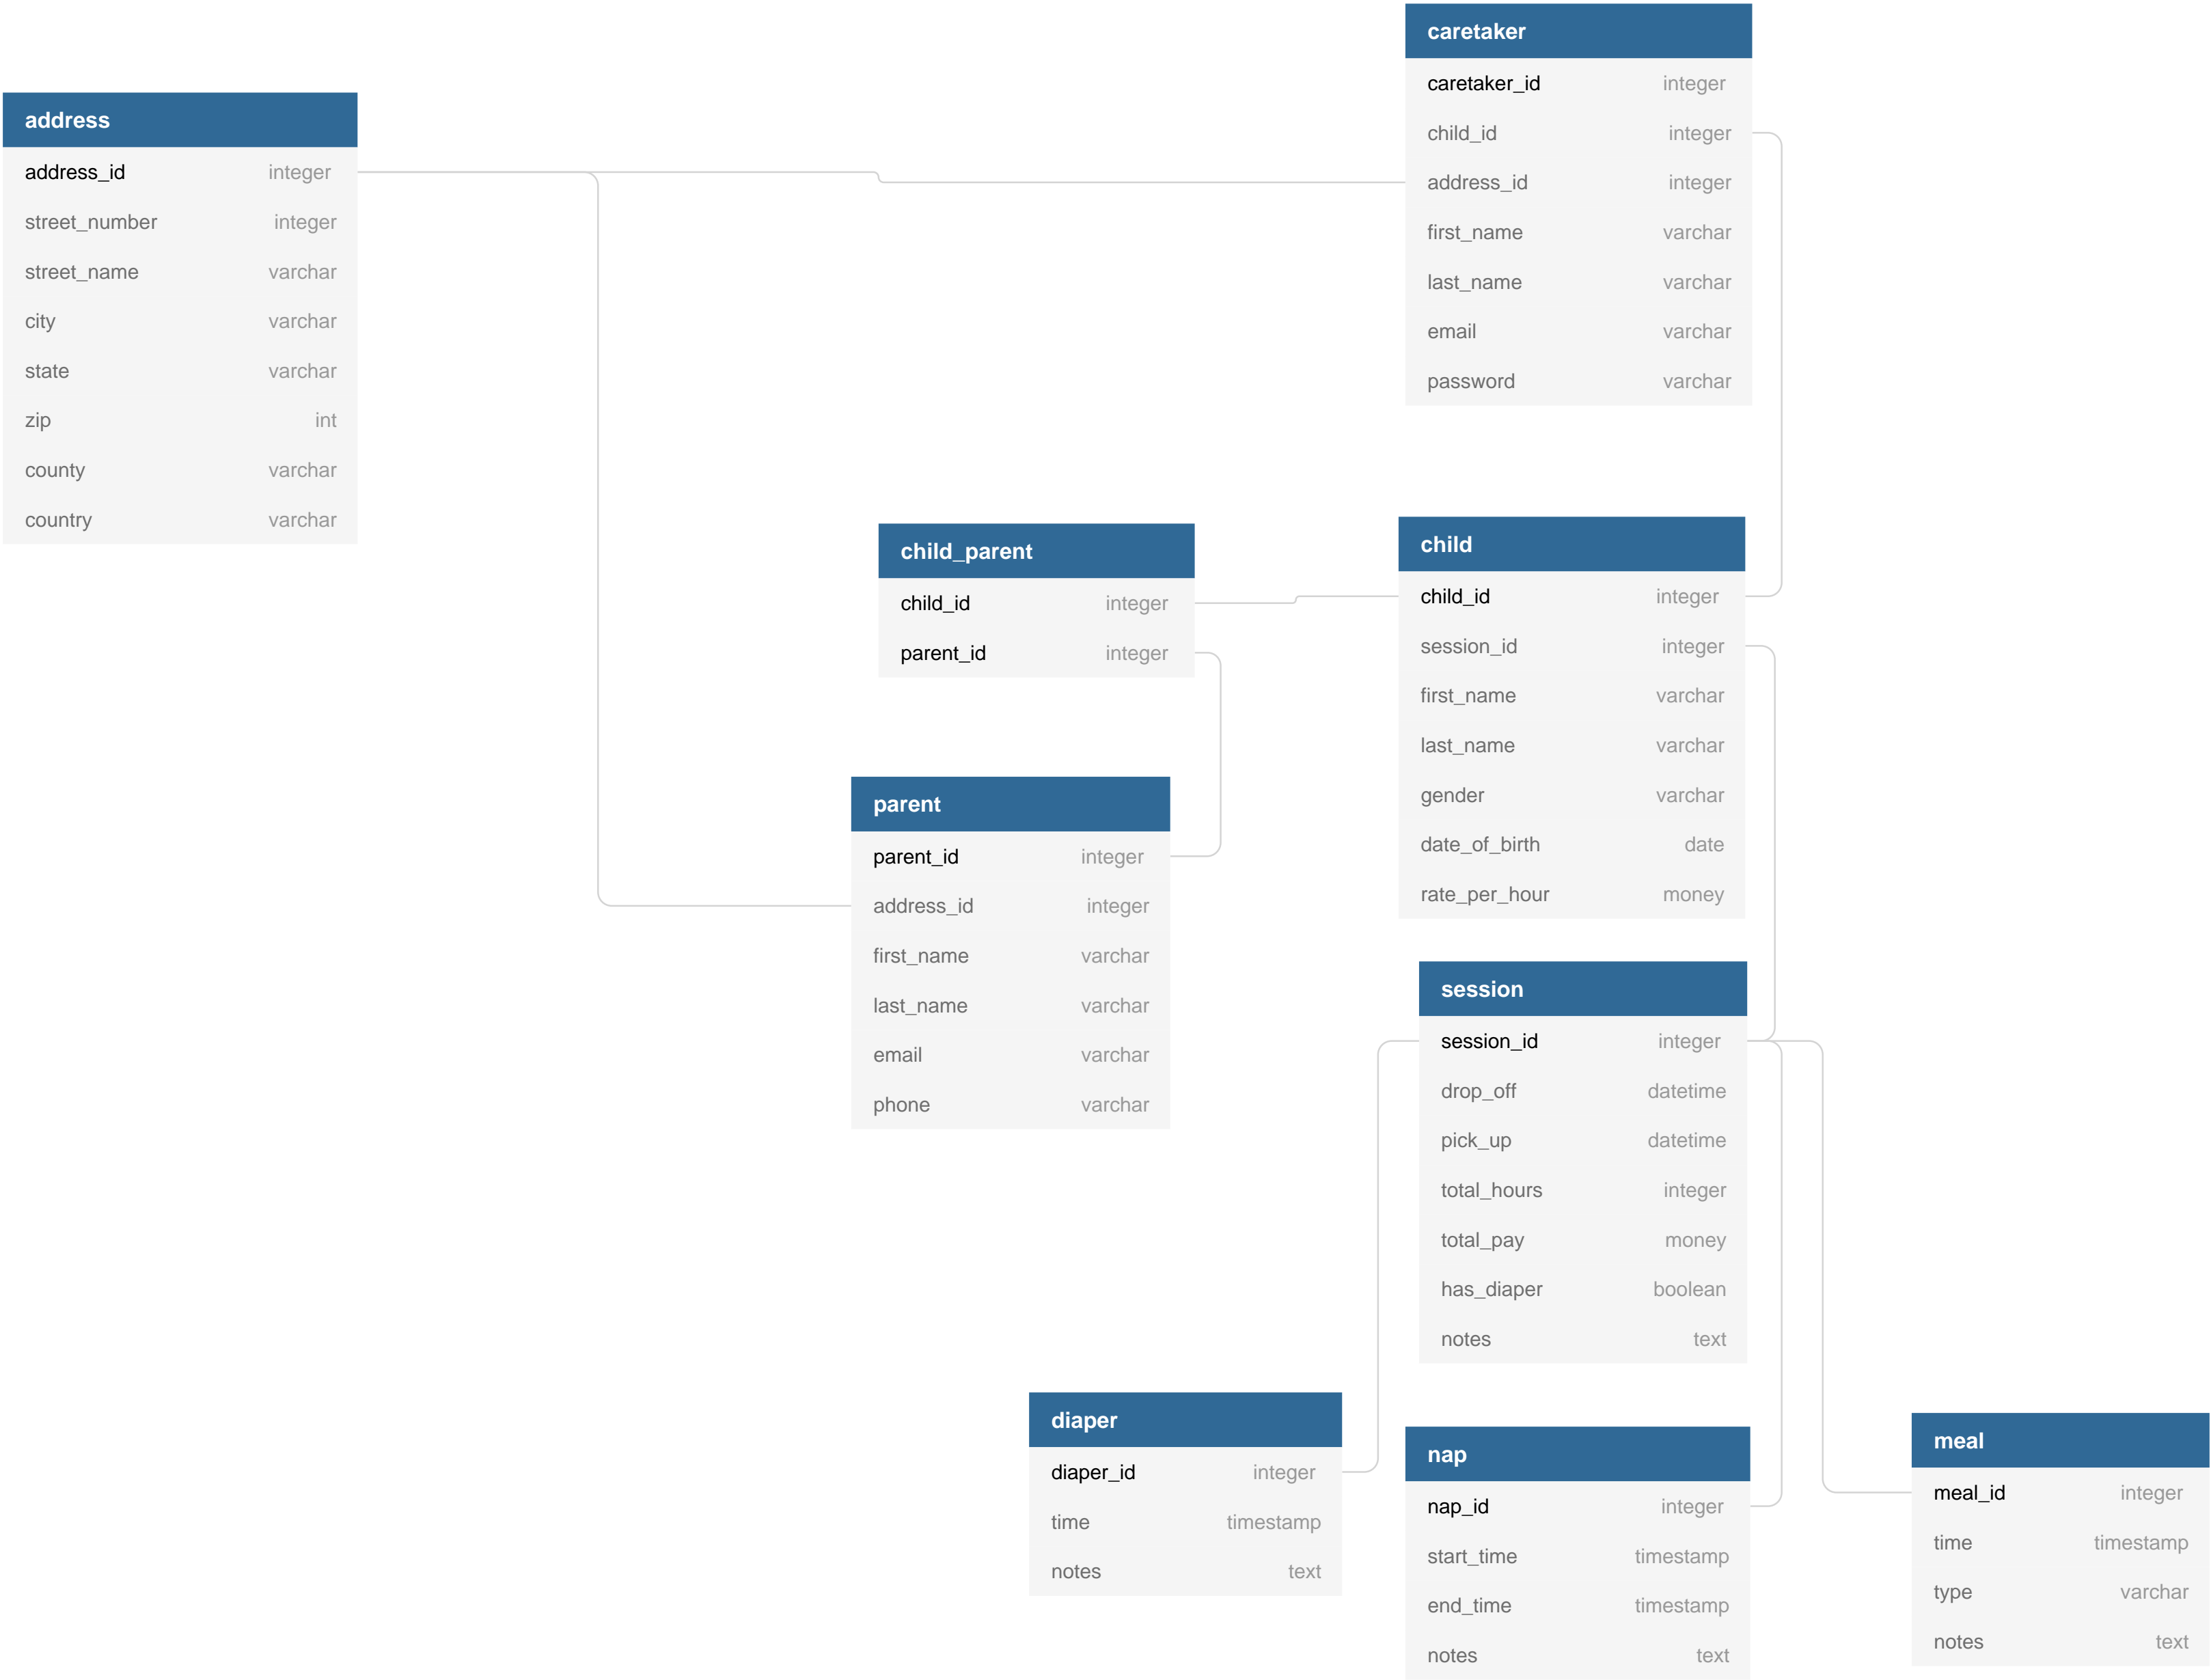 caretaker
caretaker_id integer
child_id integer
address_id integer
first_name varchar
last_name varchar
email varchar
password varchar
address
address_id integer
street_number integer
street_name varchar
city varchar
state varchar
zip int
county varchar
country varchar
child_parent
child_id integer
parent_id integer
child
child_id integer
session_id integer
first_name varchar
last_name varchar
gender varchar
date_of_birth date
rate_per_hour money
parent
parent_id integer
address_id integer
first_name varchar
last_name varchar
email varchar
phone varchar
session
session_id integer
drop_off datetime
pick_up datetime
total_hours integer
total_pay money
has_diaper boolean
notes text
diaper
diaper_id integer
time timestamp
notes text
nap
nap_id integer
start_time timestamp
end_time timestamp
notes text
meal
meal_id integer
time timestamp
type varchar
notes text